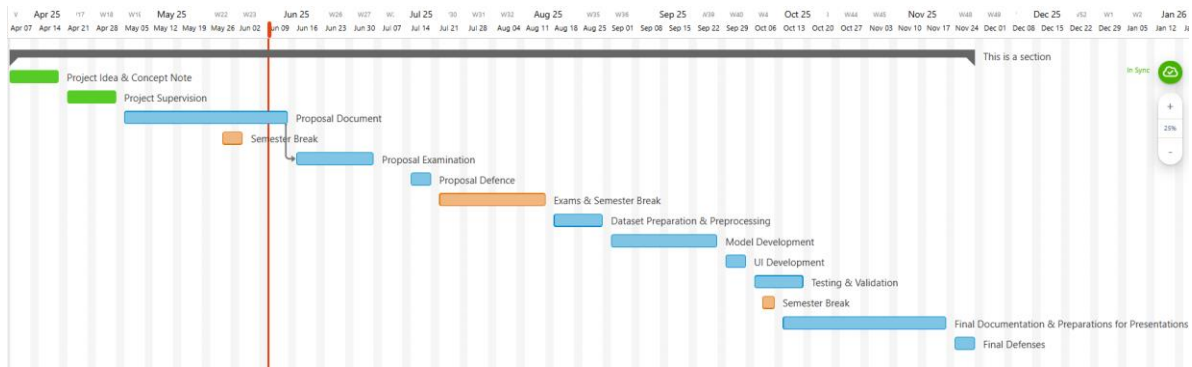 Apr 25 W18 May 25 W22 W23 Jun 25 W26 W27 Jul 25 W31 W32 Aug 25 W35 W36 Sep 25 W39 W40 Oct 25 W44 W45 Nov 25 W48 W49 Dec 25 W1 W2 Jan 26
Apr 07 Apr 14 Apr 21 Apr 28 May 05 May 12 May 19 May 26 Jun 02 Jun 09 Jun 16 Jun 23 Jun 30 Jul 07 Jul 14 Jul 21 Jul 28 Aug 04 Aug 11 Aug 18 Aug 25 Sep 01 Sep 08 Sep 15 Sep 22 Sep 29 Oct 06 Oct 13 Oct 20 Oct 27 Nov 03 Nov 10 Nov 17 Nov 24 Dec 01 Dec 08 Dec 15 Dec 22 Dec 29 Jan 05 Jan 12
This is a section
In Sync
Project Idea & Concept Note
Project Supervision
+
Proposal Document
25%
Semester Break
-
Proposal Examination
Proposal Defence
Exams & Semester Break
Dataset Preparation & Preprocessing
Model Development
UI Development
Testing & Validation
Semester Break
Final Documentation & Preparations for Presentations
Final Defenses